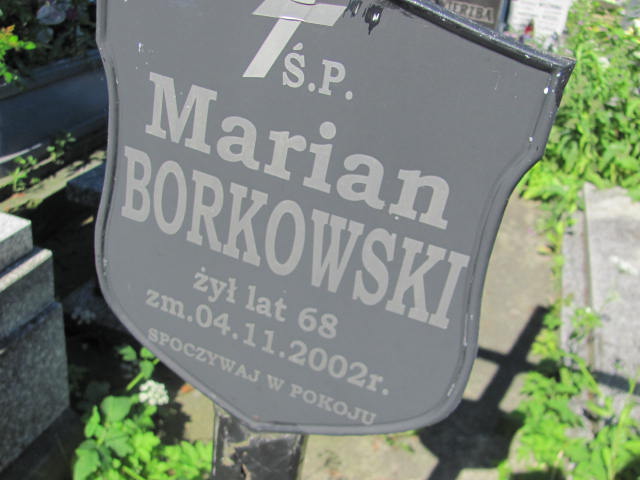 Ś.P.
Marian
BORKOWSKI
żył lat 68
zm.04.11.2002r.
SPOCZYWAJ W POKOJU